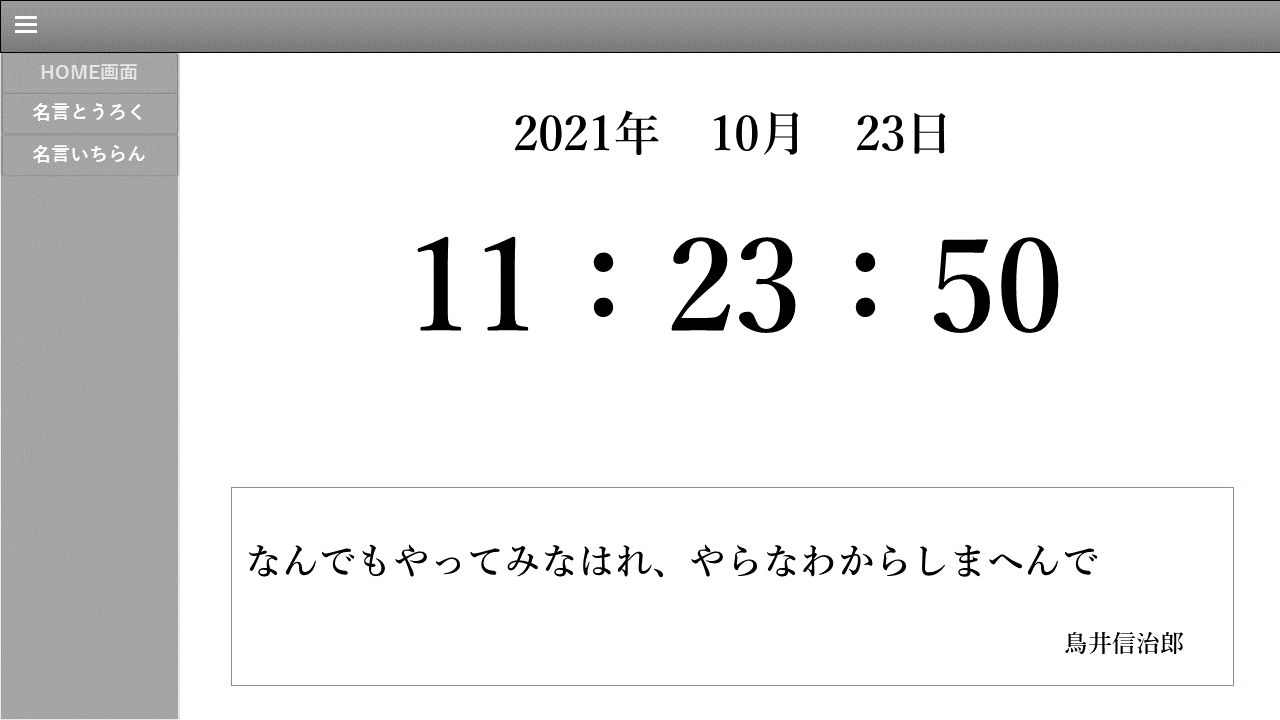 HOME画面
名言とうろく
名言いちらん
2021年　10月　23日
11：23：50
なんでもやってみなはれ、やらなわからしまへんで
鳥井信治郎